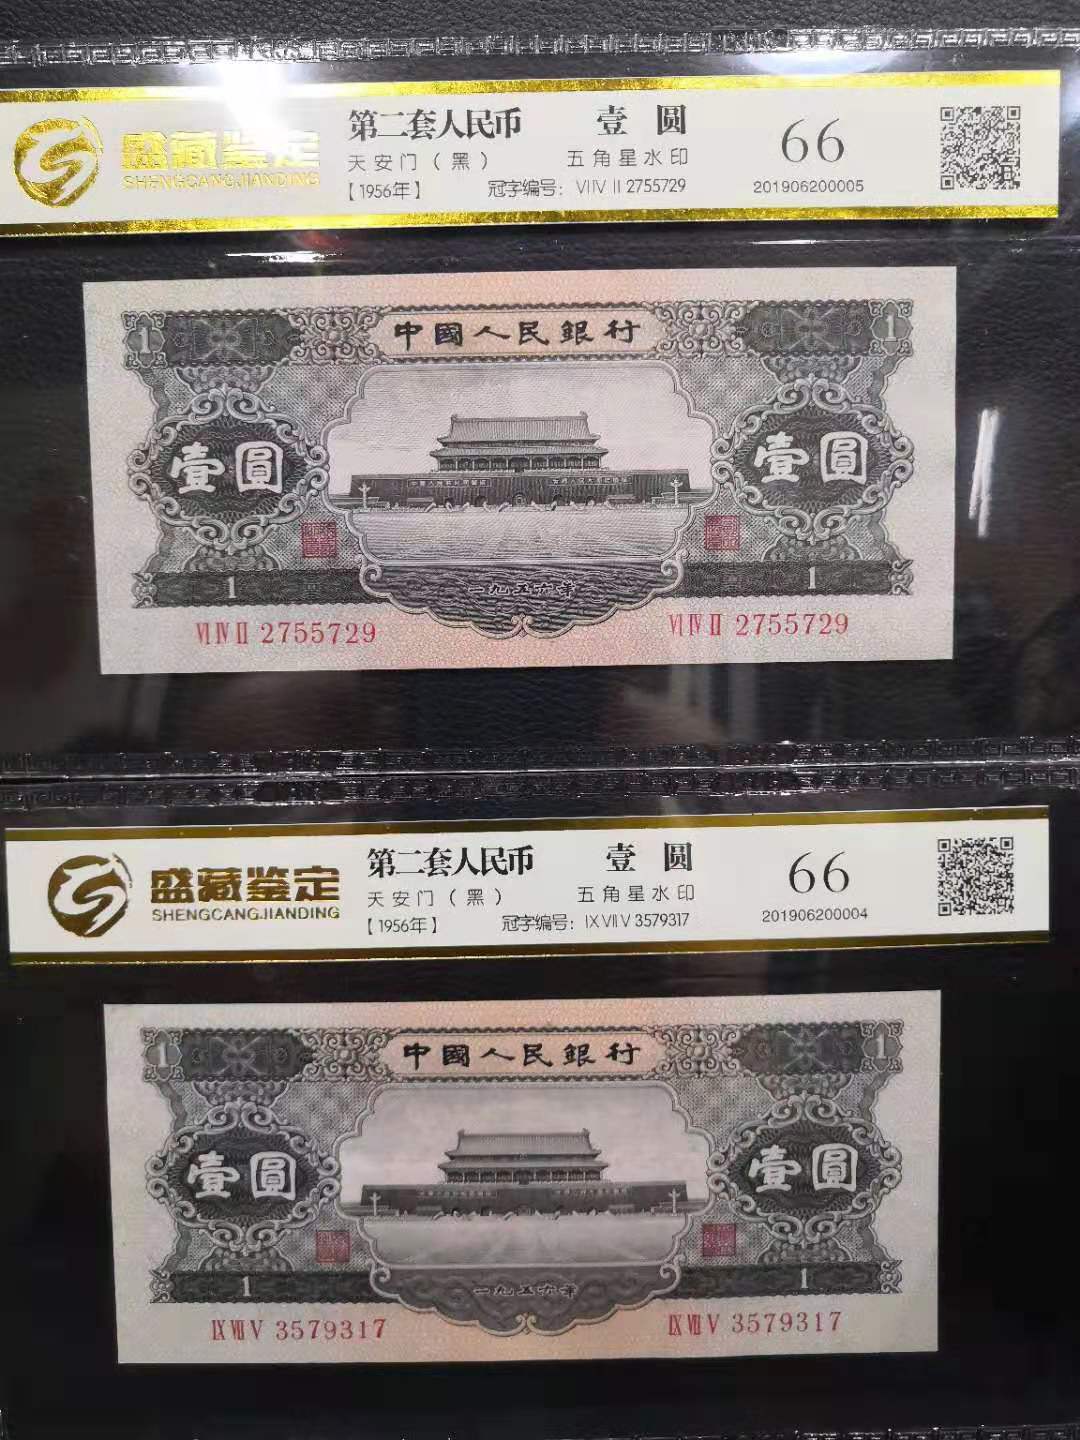 盛藏鉴定
SHENGCANGJIANDING
第二套人民币 壹圆
天安门（黑） 五角星水印
【1956年】 冠字编号：VI IV II 2755729
66
201906200005
1 中國人民銀行 1
壹圓 壹圓
1 一九五六年 1
VI IV II 2755729 VI IV II 2755729
盛藏鉴定
SHENGCANGJIANDING
第二套人民币 壹圆
天安门（黑） 五角星水印
【1956年】 冠字编号：IX VII V 3579317
66
201906200004
1 中國人民銀行 1
壹圓 壹圓
1 一九五六年 1
IX VII V 3579317 IX VII V 3579317